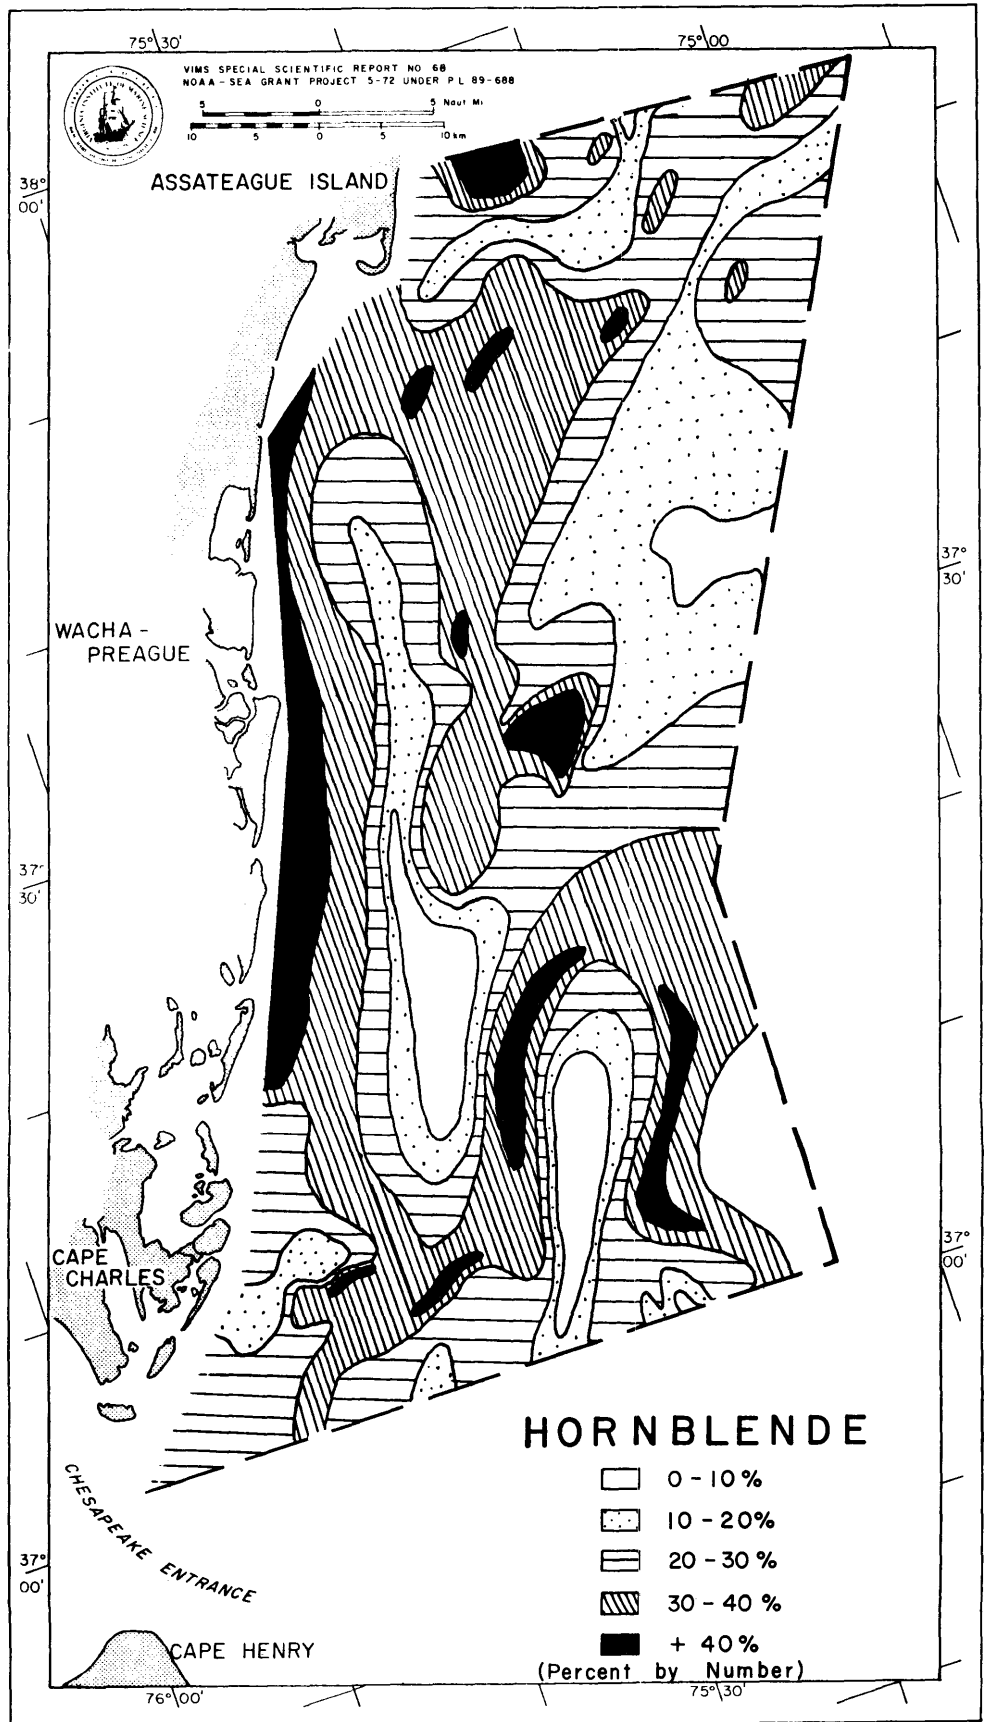 75° 30'
75° 00
VIMS SPECIAL SCIENTIFIC REPORT NO 68
NOAA - SEA GRANT PROJECT 5-72 UNDER P L 89-688
5 0 5 Naut Mi
10 5 0 5 10 km
38°
00'
ASSATEAGUE ISLAND
37°
30'
WACHA -
PREAGUE
37°
30'
CAPE
CHARLES
37°
00'
HORNBLENDE
0 - 10 %
10 - 20%
20 - 30 %
30 - 40 %
+ 40 %
(Percent by Number)
CHESAPEAKE ENTRANCE
37°
00'
CAPE HENRY
76° 00'
75° 30'